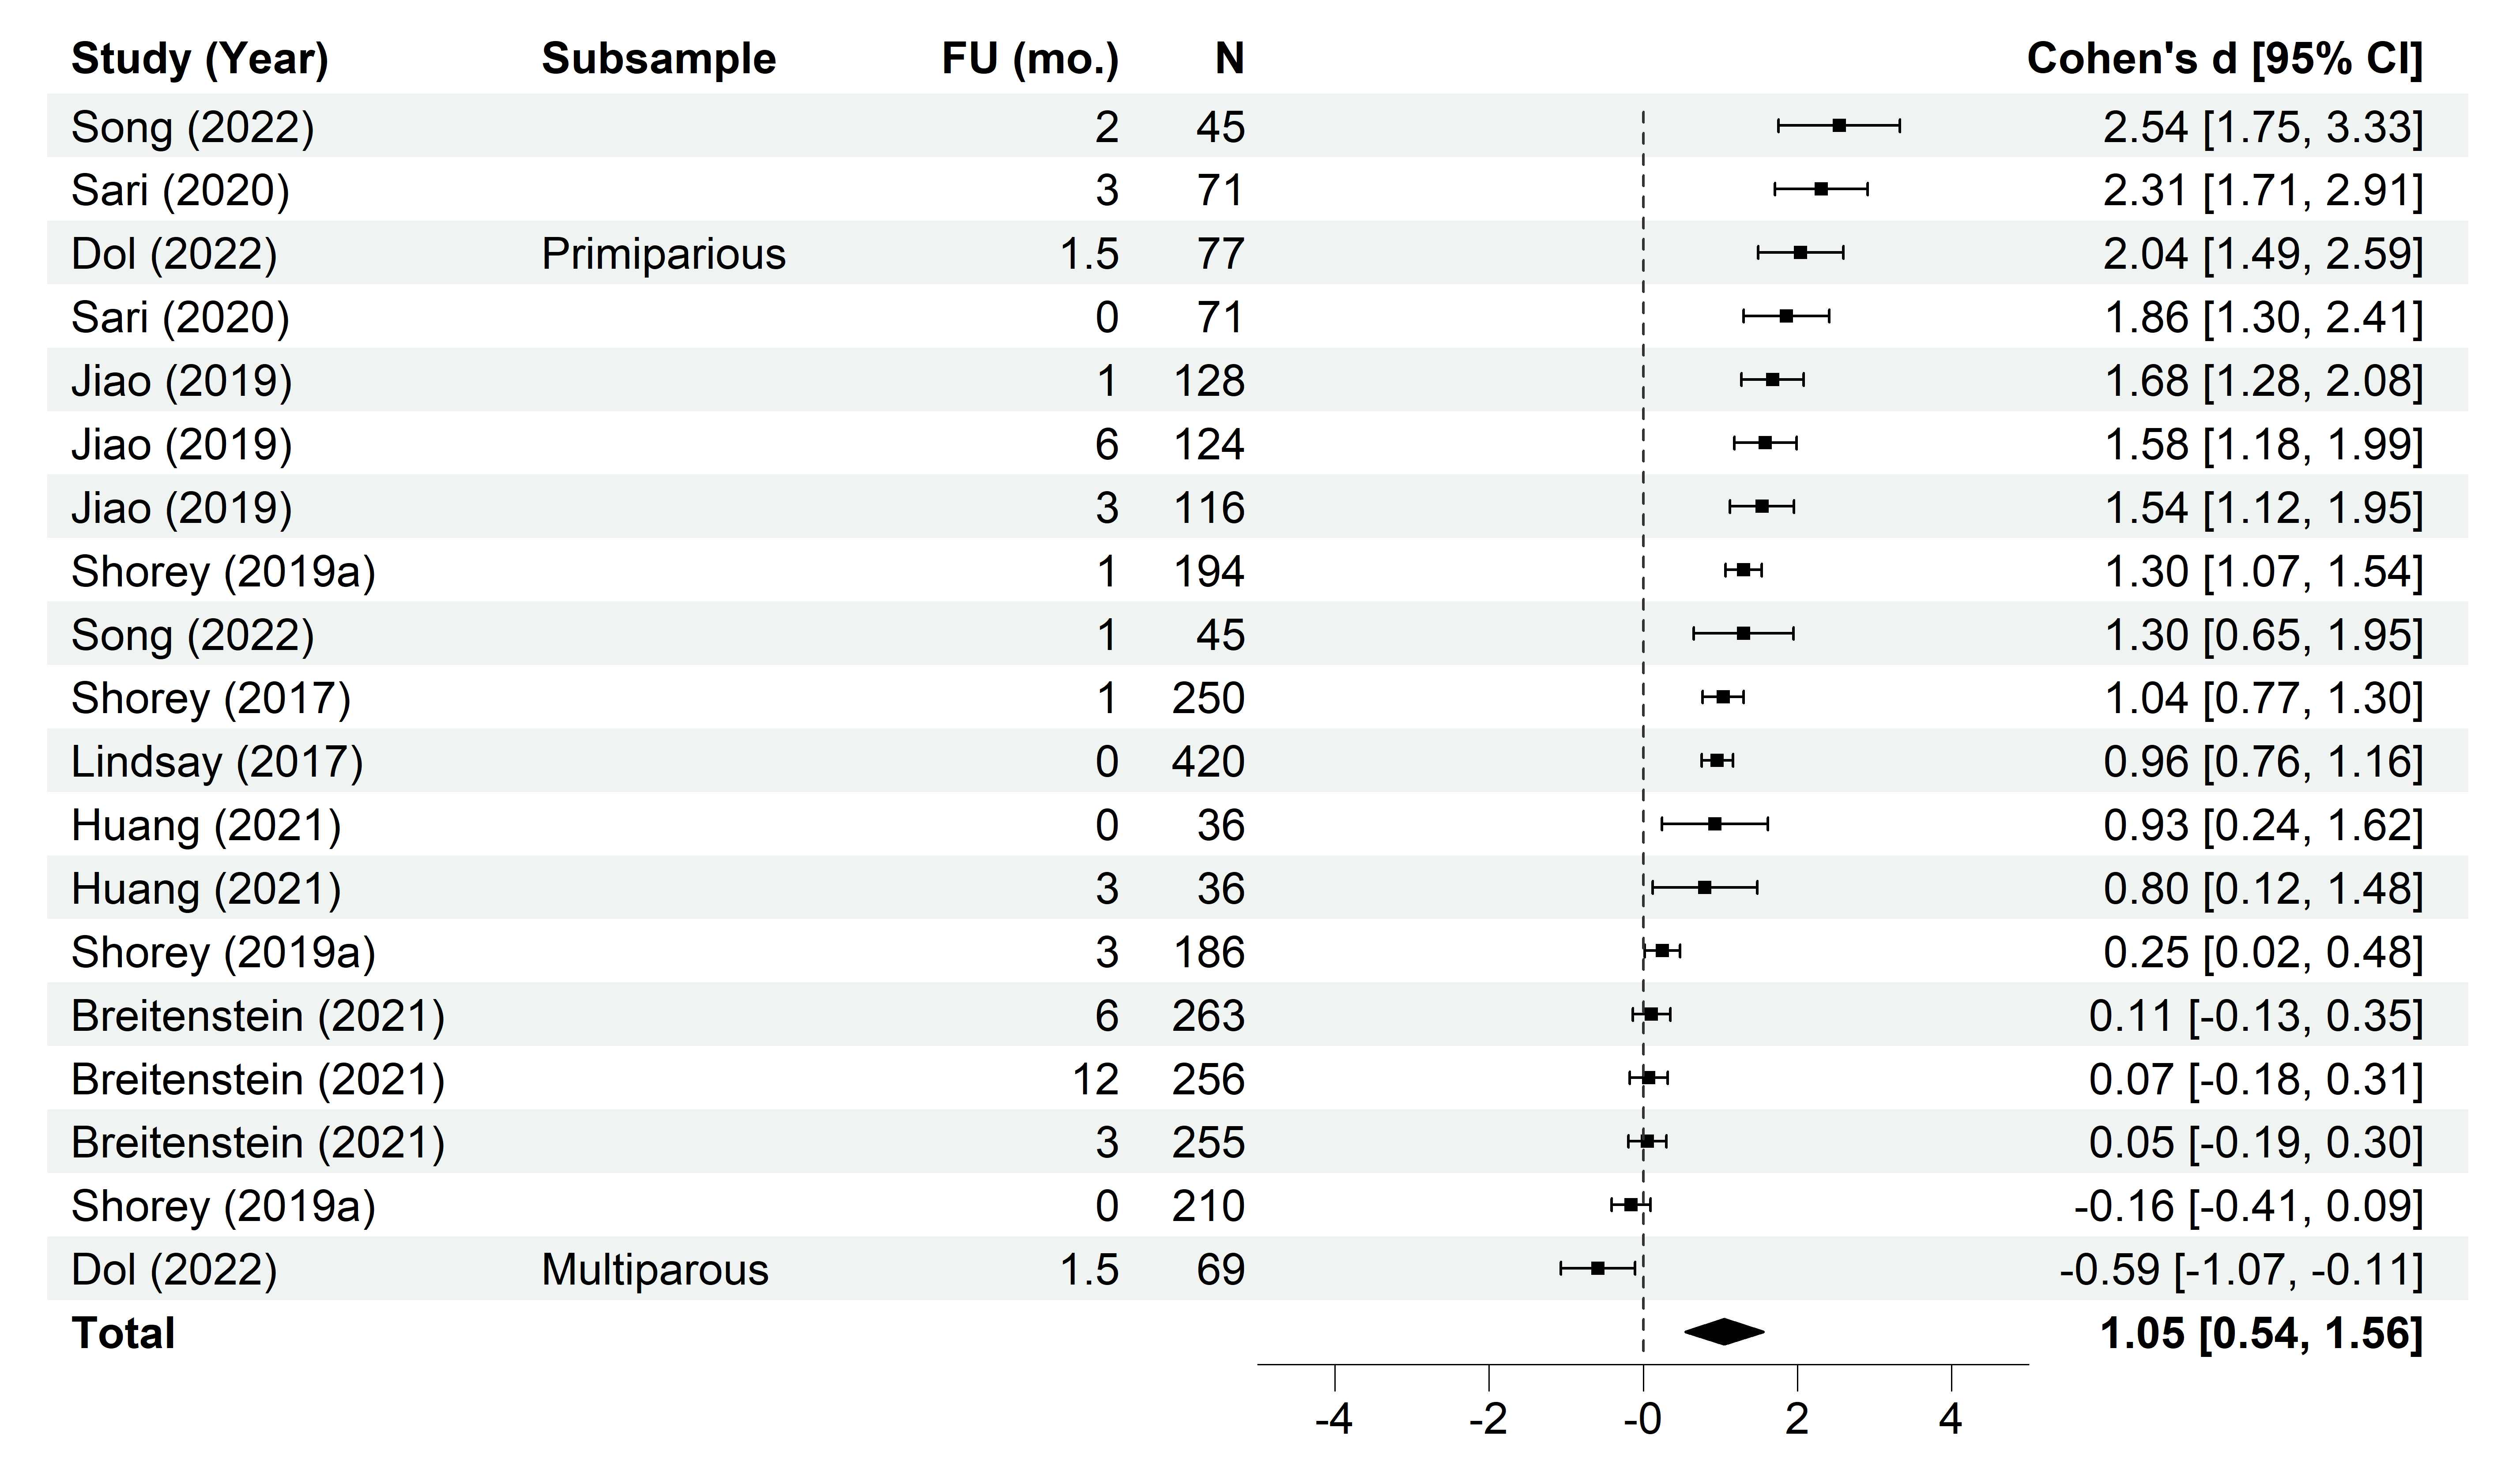 Study (Year) Subsample FU (mo.) N Cohen's d [95% CI]
Song (2022) 2 45 2.54 [1.75, 3.33]
Sari (2020) 3 71 2.31 [1.71, 2.91]
Dol (2022) Primiparious 1.5 77 2.04 [1.49, 2.59]
Sari (2020) 0 71 1.86 [1.30, 2.41]
Jiao (2019) 1 128 1.68 [1.28, 2.08]
Jiao (2019) 6 124 1.58 [1.18, 1.99]
Jiao (2019) 3 116 1.54 [1.12, 1.95]
Shorey (2019a) 1 194 1.30 [1.07, 1.54]
Song (2022) 1 45 1.30 [0.65, 1.95]
Shorey (2017) 1 250 1.04 [0.77, 1.30]
Lindsay (2017) 0 420 0.96 [0.76, 1.16]
Huang (2021) 0 36 0.93 [0.24, 1.62]
Huang (2021) 3 36 0.80 [0.12, 1.48]
Shorey (2019a) 3 186 0.25 [0.02, 0.48]
Breitenstein (2021) 6 263 0.11 [-0.13, 0.35]
Breitenstein (2021) 12 256 0.07 [-0.18, 0.31]
Breitenstein (2021) 3 255 0.05 [-0.19, 0.30]
Shorey (2019a) 0 210 -0.16 [-0.41, 0.09]
Dol (2022) Multiparous 1.5 69 -0.59 [-1.07, -0.11]
Total 1.05 [0.54, 1.56]
-4 -2 -0 2 4